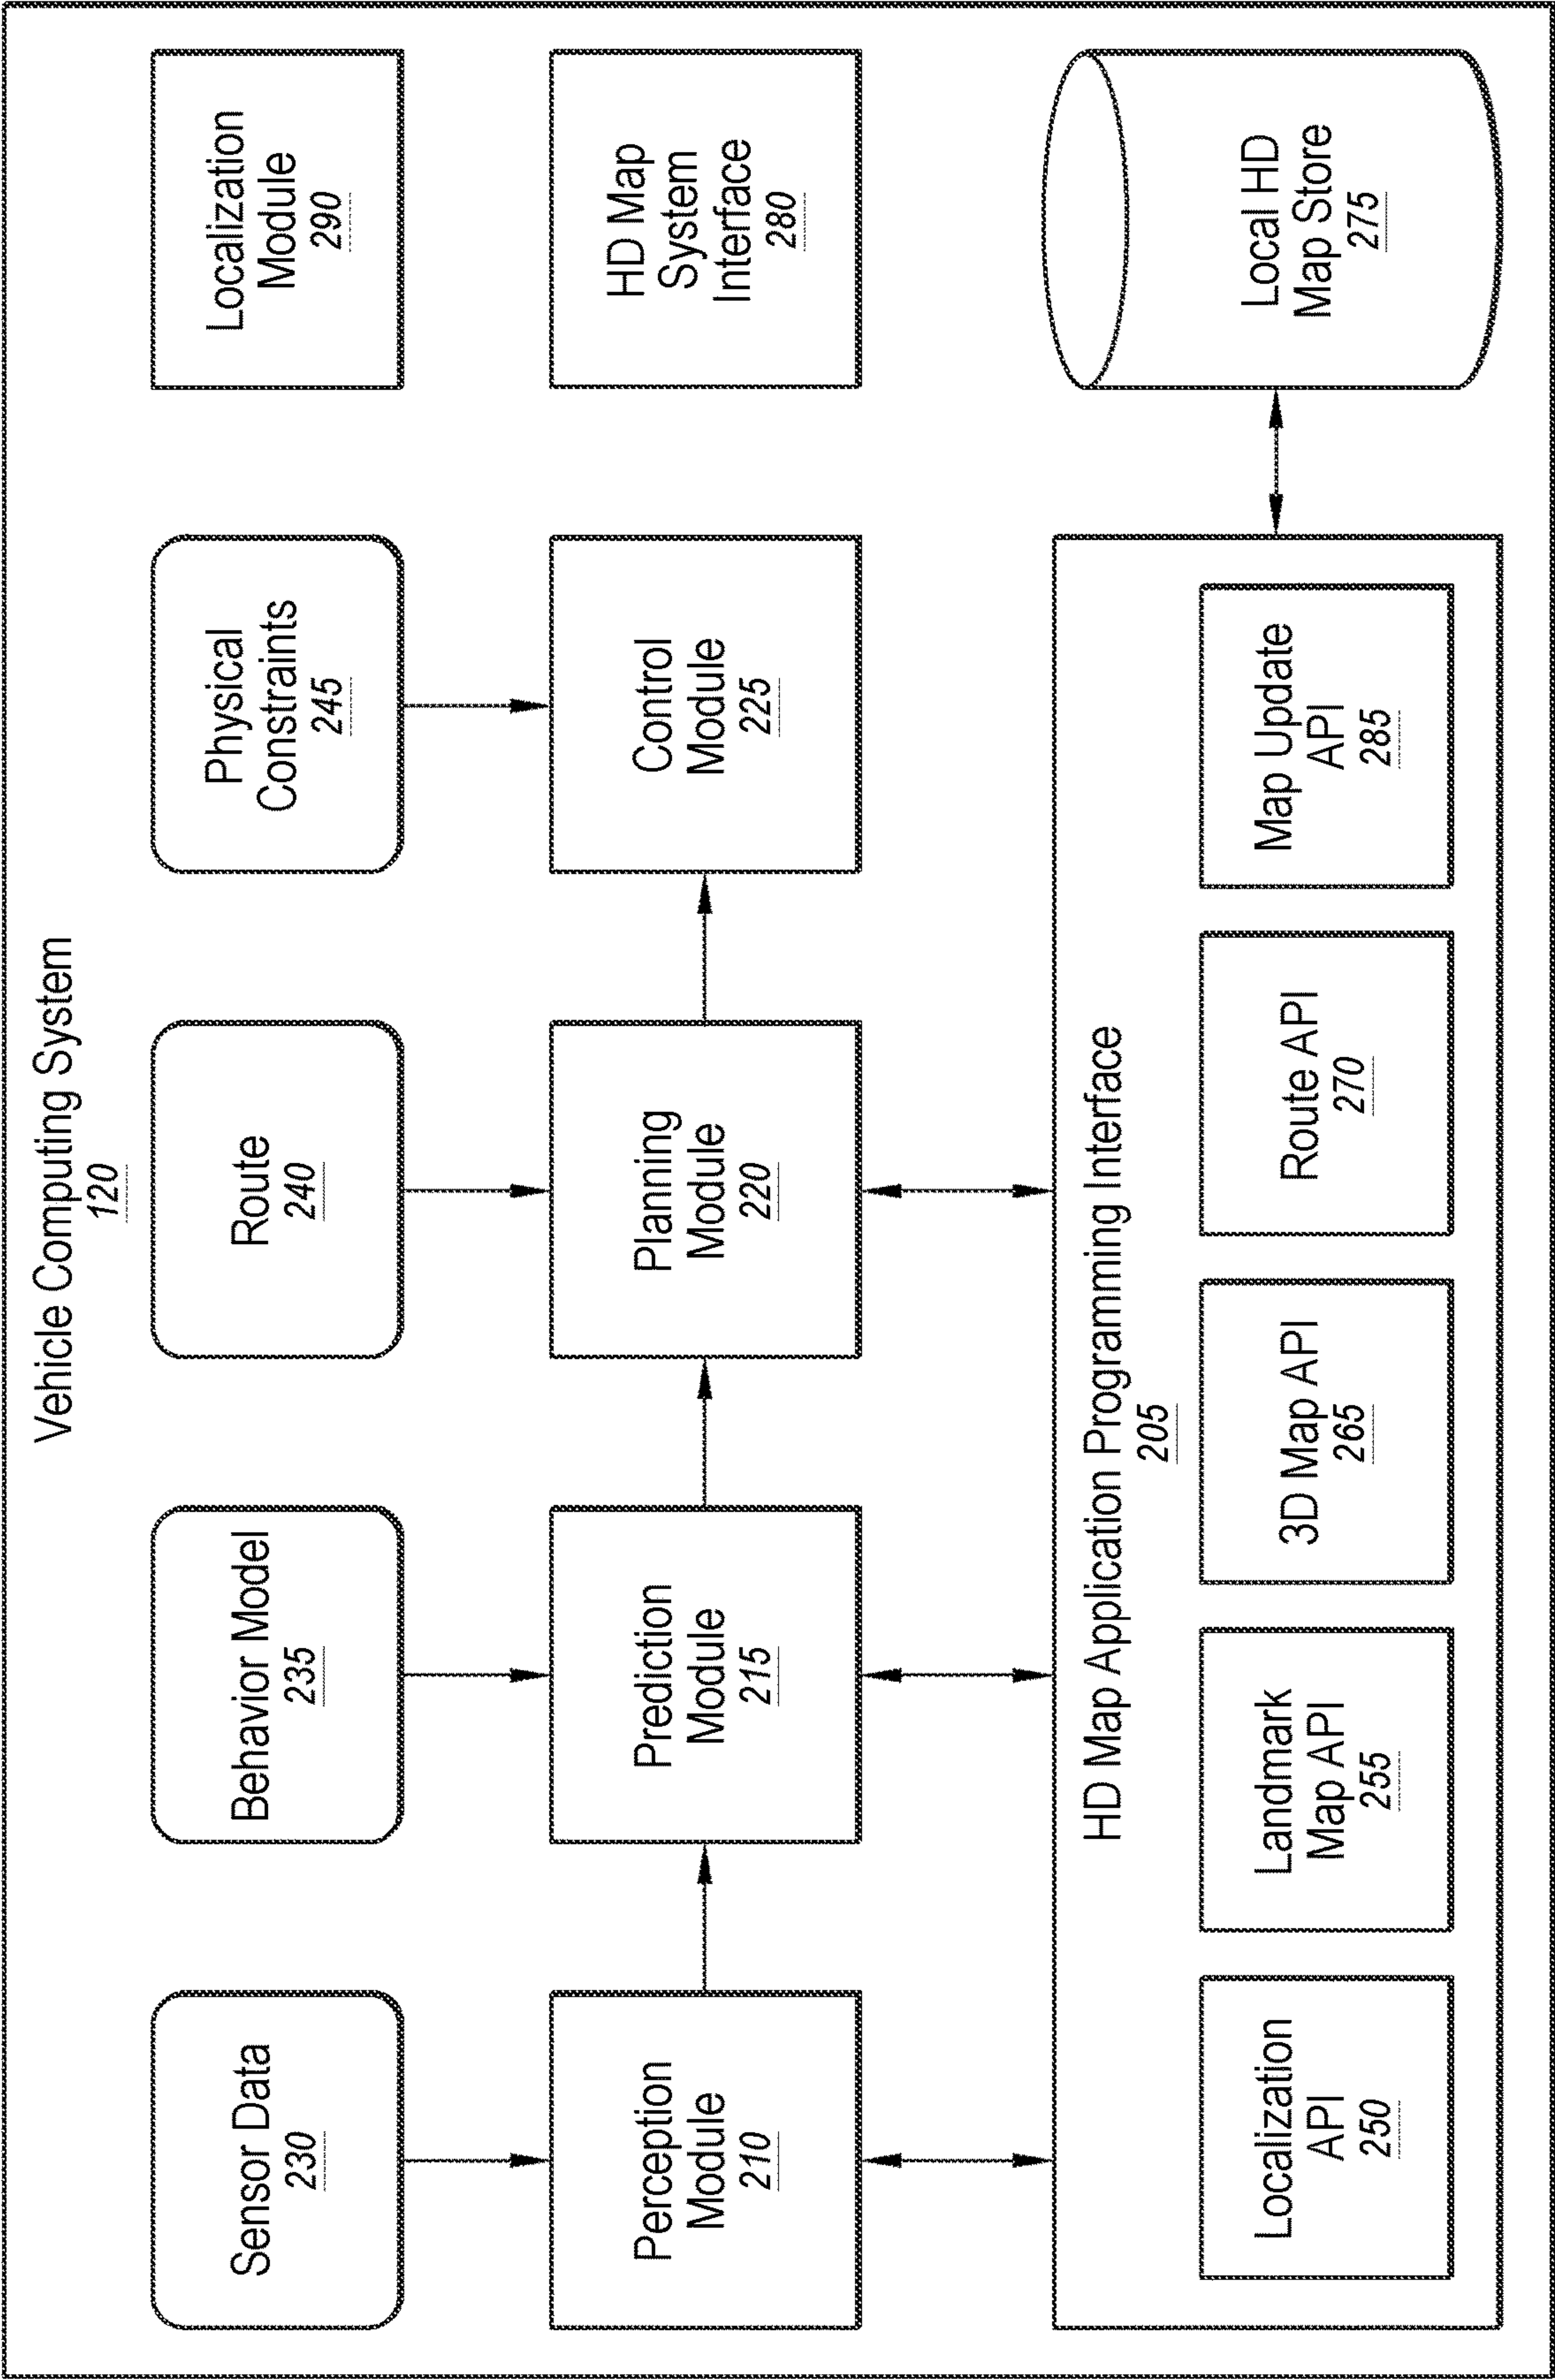 Vehicle Computing System
120
Sensor Data
230
Behavior Model
235
Route
240
Physical
Constraints
245
Localization
Module
290
Perception
Module
210
Prediction
Module
215
Planning
Module
220
Control
Module
225
HD Map
System
Interface
280
HD Map Application Programming Interface
205
Localization
API
250
Landmark
Map API
255
3D Map API
265
Route API
270
Map Update
API
285
Local HD
Map Store
275